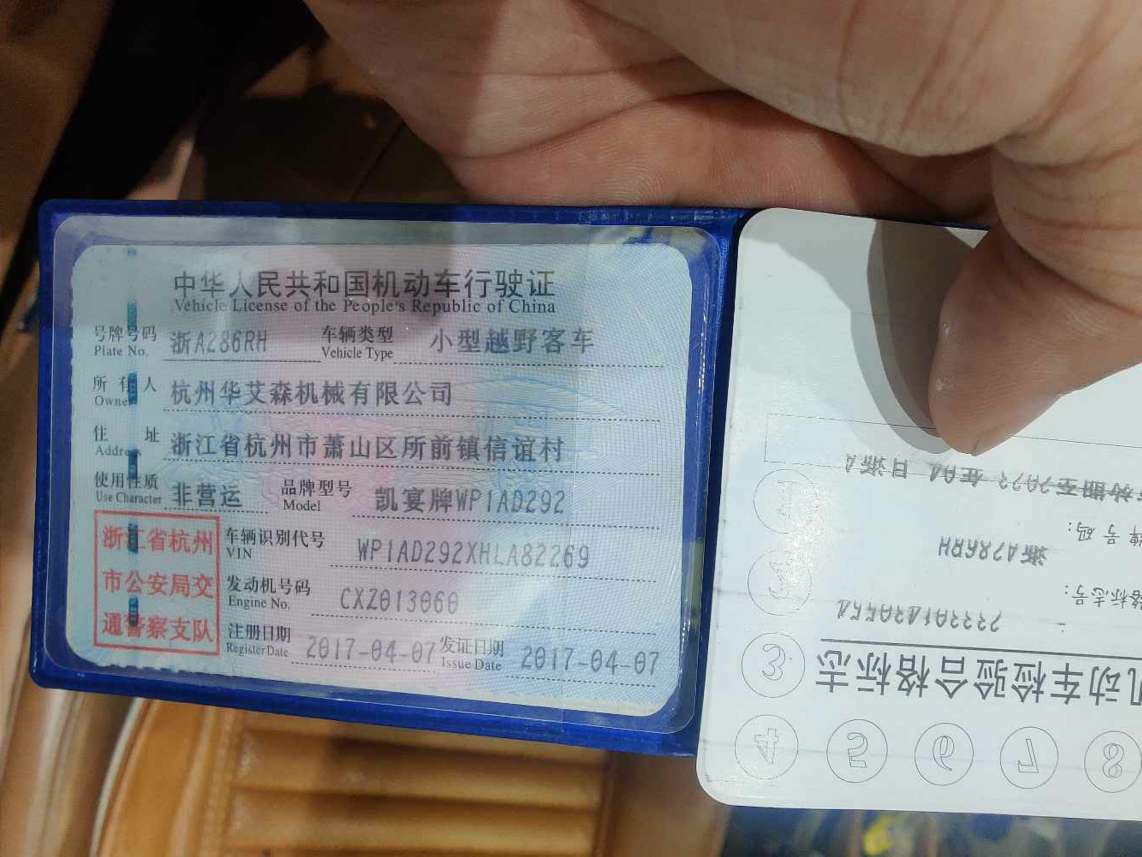 中华人民共和国机动车行驶证
Vehicle License of the People's Republic of China
号牌号码 浙A286RH 车辆类型 小型越野客车
Plate No. Vehicle Type
所有人 杭州华艾森机械有限公司
Owner
住址 浙江省杭州市萧山区所前镇信谊村
Address
使用性质 非营运 品牌型号 凯宴牌WP1AD292
Use Character Model
浙江省杭州
市公安局交
通警察支队
车辆识别代号 WP1AD292XHLA82269
VIN
发动机号码 CXZ013060
Engine No.
注册日期 2017-04-07 发证日期 2017-04-07
Register Date Issue Date
机动车检验合格标志
格标志号:
牌号码: 浙A286RH
3
4 5 6 7 8